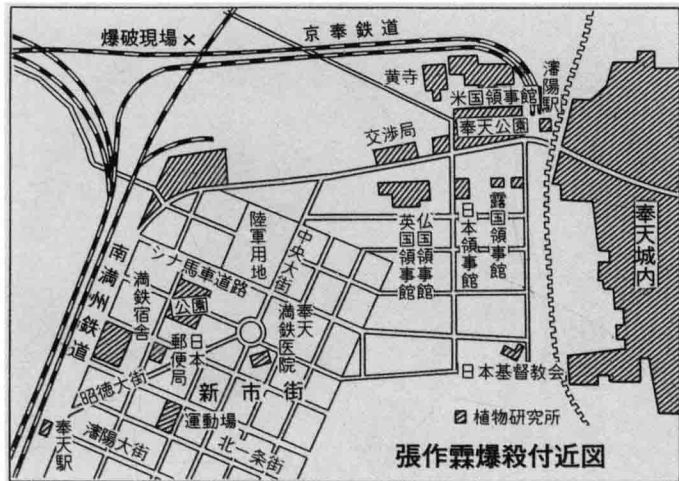 爆破現場×
京奉鉄道
黄寺
米国領事館
瀋陽駅
奉天公園
交渉局
奉天城内
露国領事館
日本領事館
仏国領事館
英国領事館
中央大街
陸軍用地
シナ馬車道路
南満州鉄道
満鉄宿舎
公園
日本郵便局
奉天満鉄医院
新市街
昭徳大街
運動場
瀋陽大街
北一条街
奉天駅
日本基督教会
植物研究所
張作霖爆殺付近図